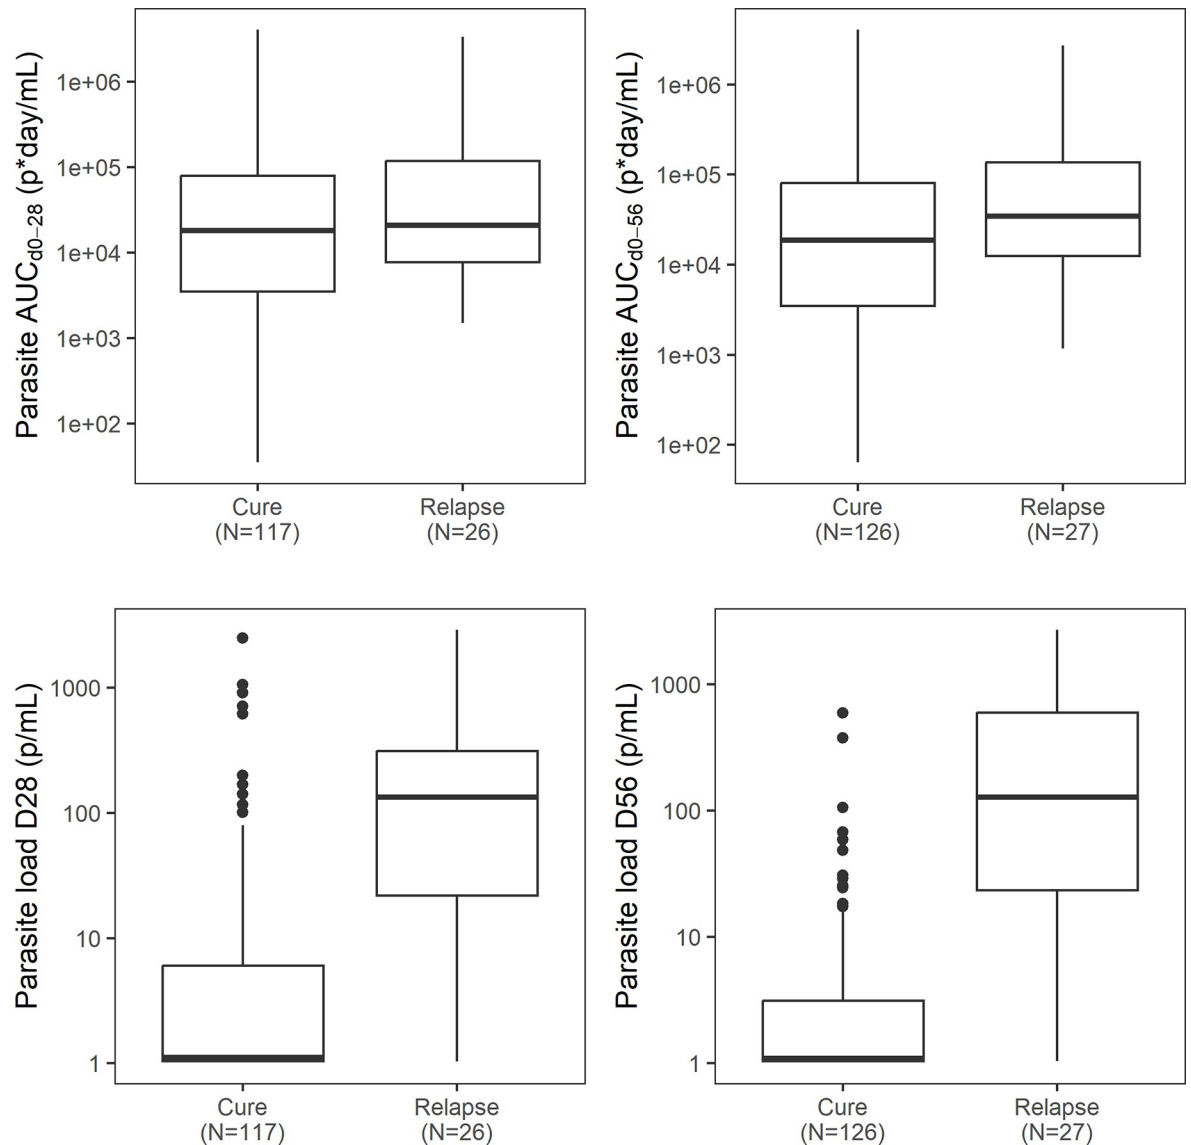 Parasite AUCd0−28 (p*day/mL)
1e+06
1e+05
1e+04
1e+03
1e+02
Cure
(N=117)
Relapse
(N=26)
Parasite AUCd0−56 (p*day/mL)
1e+06
1e+05
1e+04
1e+03
1e+02
Cure
(N=126)
Relapse
(N=27)
Parasite load D28 (p/mL)
1000
100
10
1
Cure
(N=117)
Relapse
(N=26)
Parasite load D56 (p/mL)
1000
100
10
1
Cure
(N=126)
Relapse
(N=27)